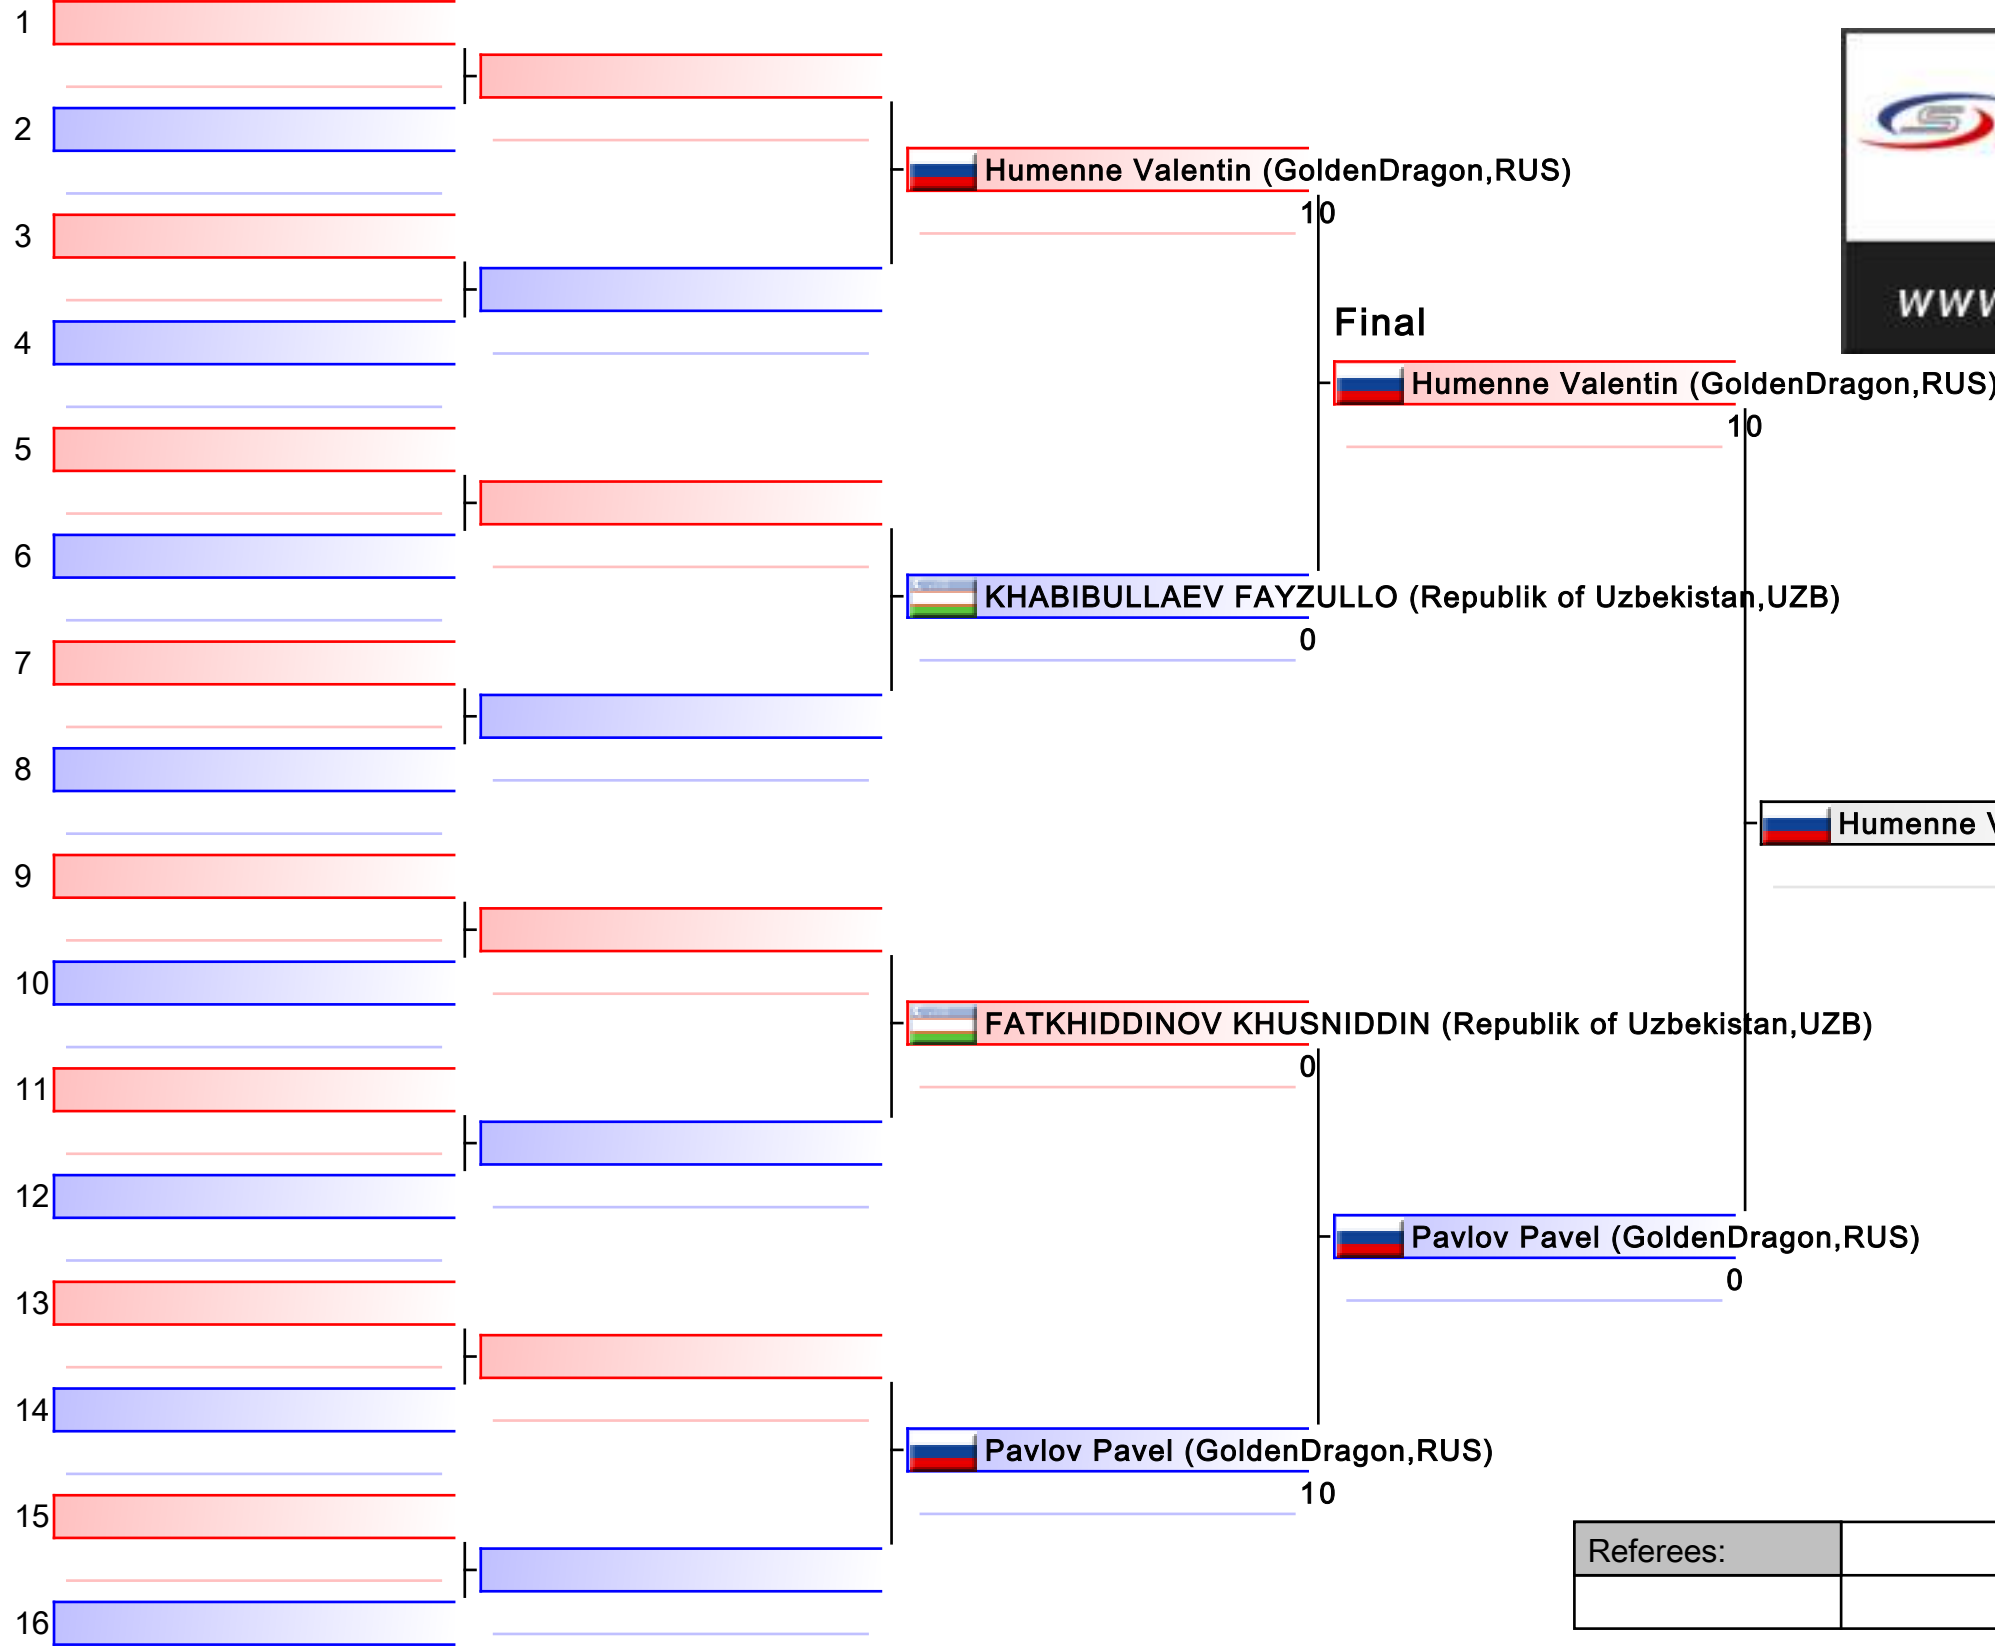 1
2
Humenne Valentin (GoldenDragon,RUS)
10
3
Final
www
4
Humenne Valentin (GoldenDragon,RUS)
10
5
6
KHABIBULLAEV FAYZULLO (Republik of Uzbekistan,UZB)
0
7
8
Humenne V
9
10
FATKHIDDINOV KHUSNIDDIN (Republik of Uzbekistan,UZB)
0
11
12
Pavlov Pavel (GoldenDragon,RUS)
0
13
14
Pavlov Pavel (GoldenDragon,RUS)
10
15
Referees:
16